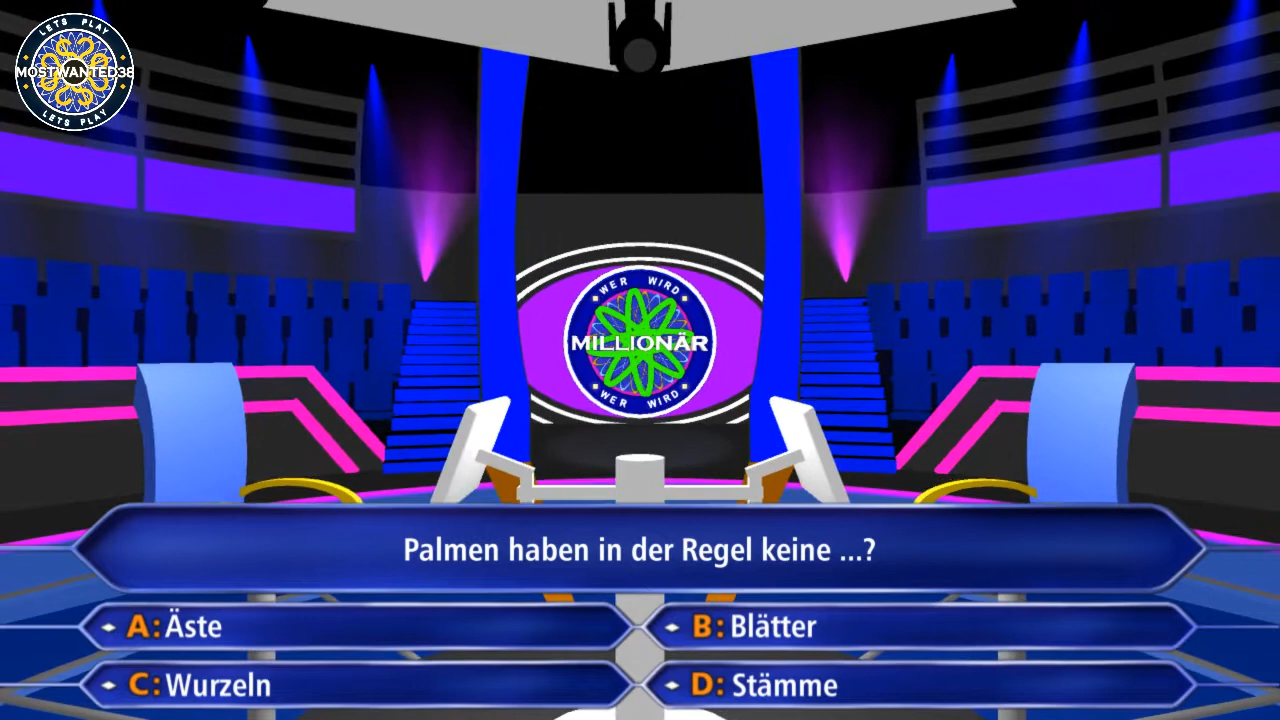 LETS PLAY
MOSTWANTED38
LETS PLAY
WER WIRD
MILLIONÄR
WER WIRD
Palmen haben in der Regel keine ...?
A: Äste
B: Blätter
C: Wurzeln
D: Stämme